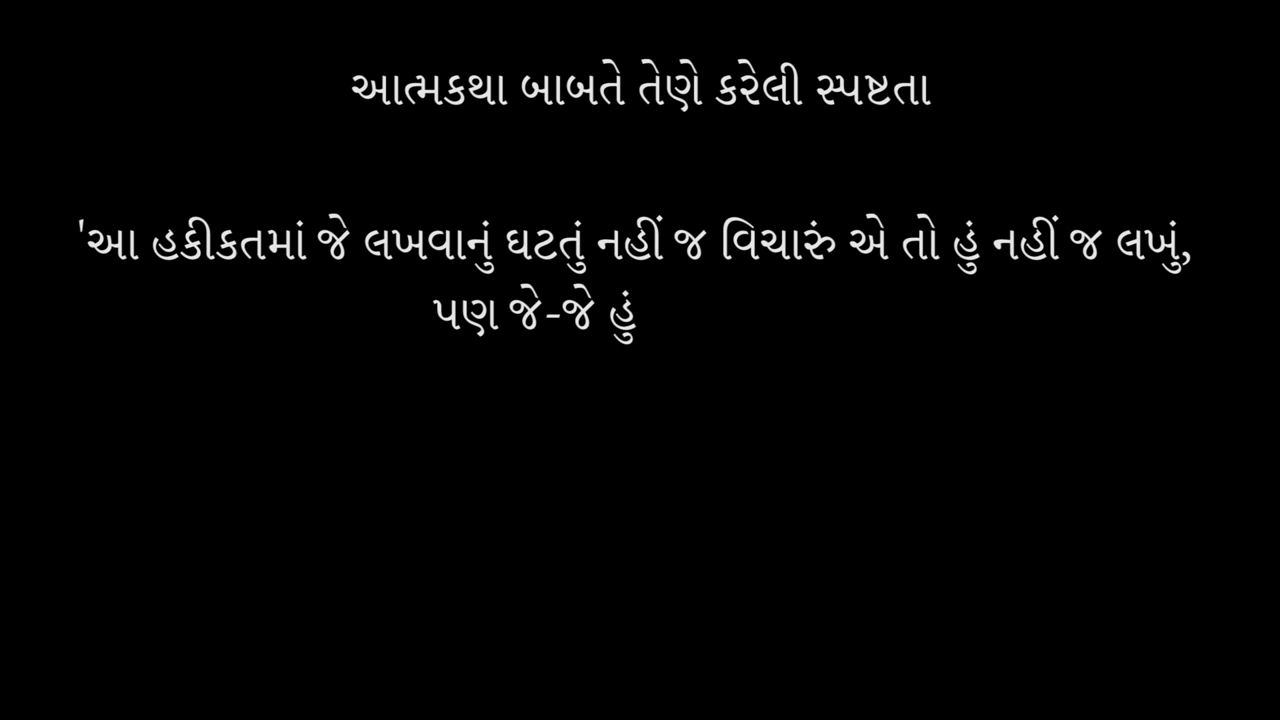 આત્મકથા બાબતે તેણે કરેલી સ્પષ્ટતા
'આ હકીકતમાં જે લખવાનું ઘટતું નહીં જ વિચારું એ તો હું નહીં જ લખું,
પણ જે-જે હું